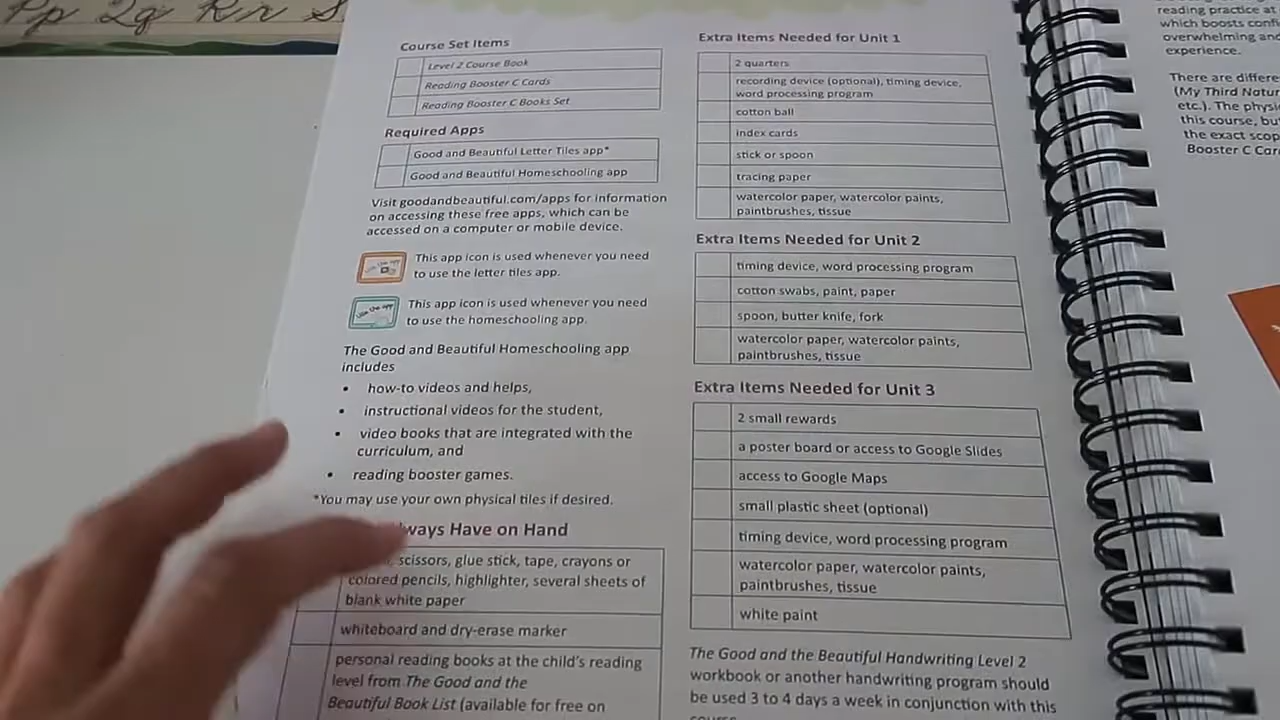 Pp Qq Rr S
Course Set Items
Level 2 Course Book
Reading Booster C Cards
Reading Booster C Books Set
Required Apps
Good and Beautiful Letter Tiles app*
Good and Beautiful Homeschooling app
Visit goodandbeautiful.com/apps for information
on accessing these free apps, which can be
accessed on a computer or mobile device.
This app icon is used whenever you need
to use the letter tiles app.
This app icon is used whenever you need
to use the homeschooling app.
The Good and Beautiful Homeschooling app
includes
• how-to videos and helps,
• instructional videos for the student,
• video books that are integrated with the
curriculum, and
• reading booster games.
*You may use your own physical tiles if desired.
Always Have on Hand
scissors, glue stick, tape, crayons or
colored pencils, highlighter, several sheets of
blank white paper
whiteboard and dry-erase marker
personal reading books at the child's reading
level from The Good and the
Beautiful Book List (available for free on
Extra Items Needed for Unit 1
2 quarters
recording device (optional), timing device,
word processing program
cotton ball
index cards
stick or spoon
tracing paper
watercolor paper, watercolor paints,
paintbrushes, tissue
Extra Items Needed for Unit 2
timing device, word processing program
cotton swabs, paint, paper
spoon, butter knife, fork
watercolor paper, watercolor paints,
paintbrushes, tissue
Extra Items Needed for Unit 3
2 small rewards
a poster board or access to Google Slides
access to Google Maps
small plastic sheet (optional)
timing device, word processing program
watercolor paper, watercolor paints,
paintbrushes, tissue
white paint
The Good and the Beautiful Handwriting Level 2
workbook or another handwriting program should
be used 3 to 4 days a week in conjunction with this
course.
reading practice at
which boosts confi
overwhelming and
experience.
There are differe
(My Third Natur
etc.). The physi
this course, bu
the exact scop
Booster C Car